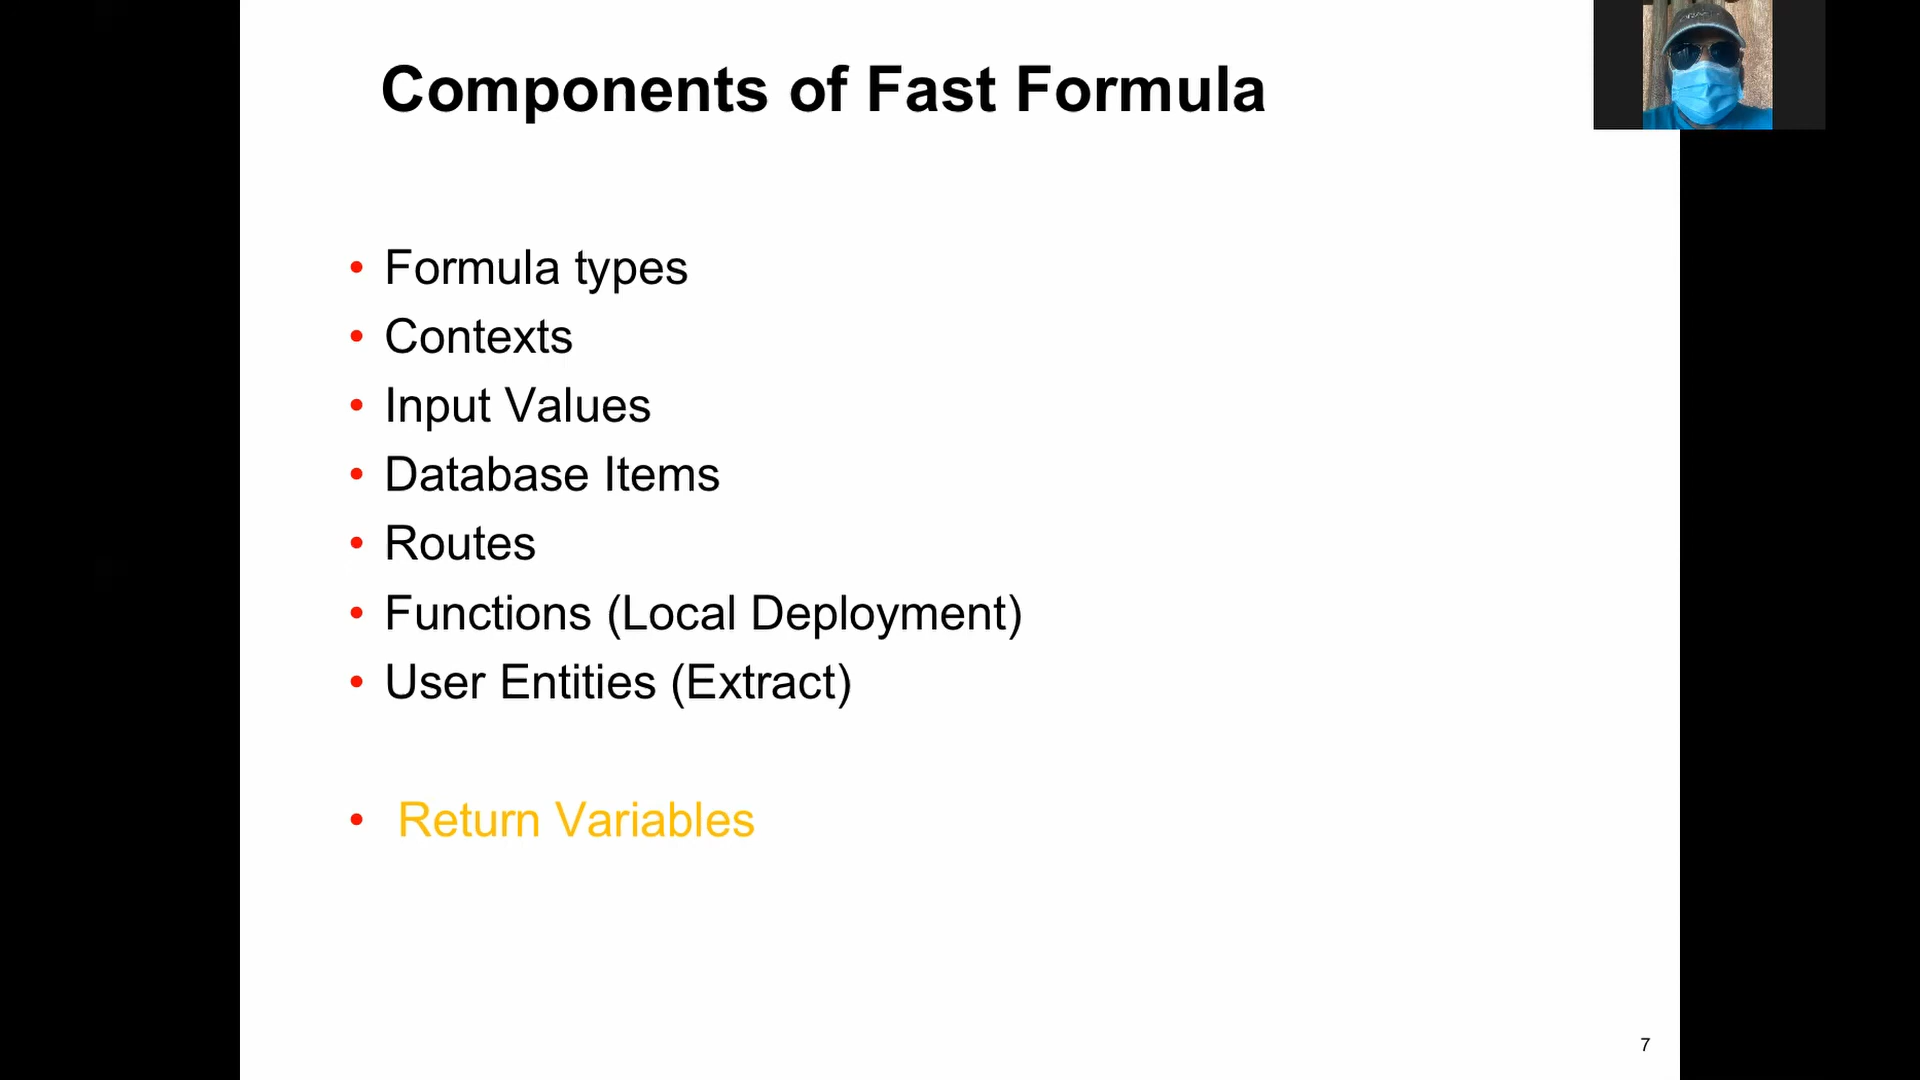 Components of Fast Formula
• Formula types
• Contexts
• Input Values
• Database Items
• Routes
• Functions (Local Deployment)
• User Entities (Extract)
• Return Variables
7